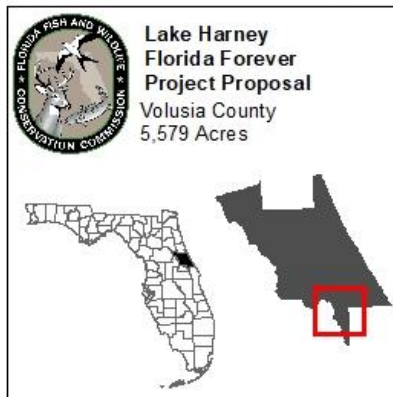 FLORIDA FISH AND WILDLIFE
CONSERVATION COMMISSION
Lake Harney
Florida Forever
Project Proposal
Volusia County
5,579 Acres